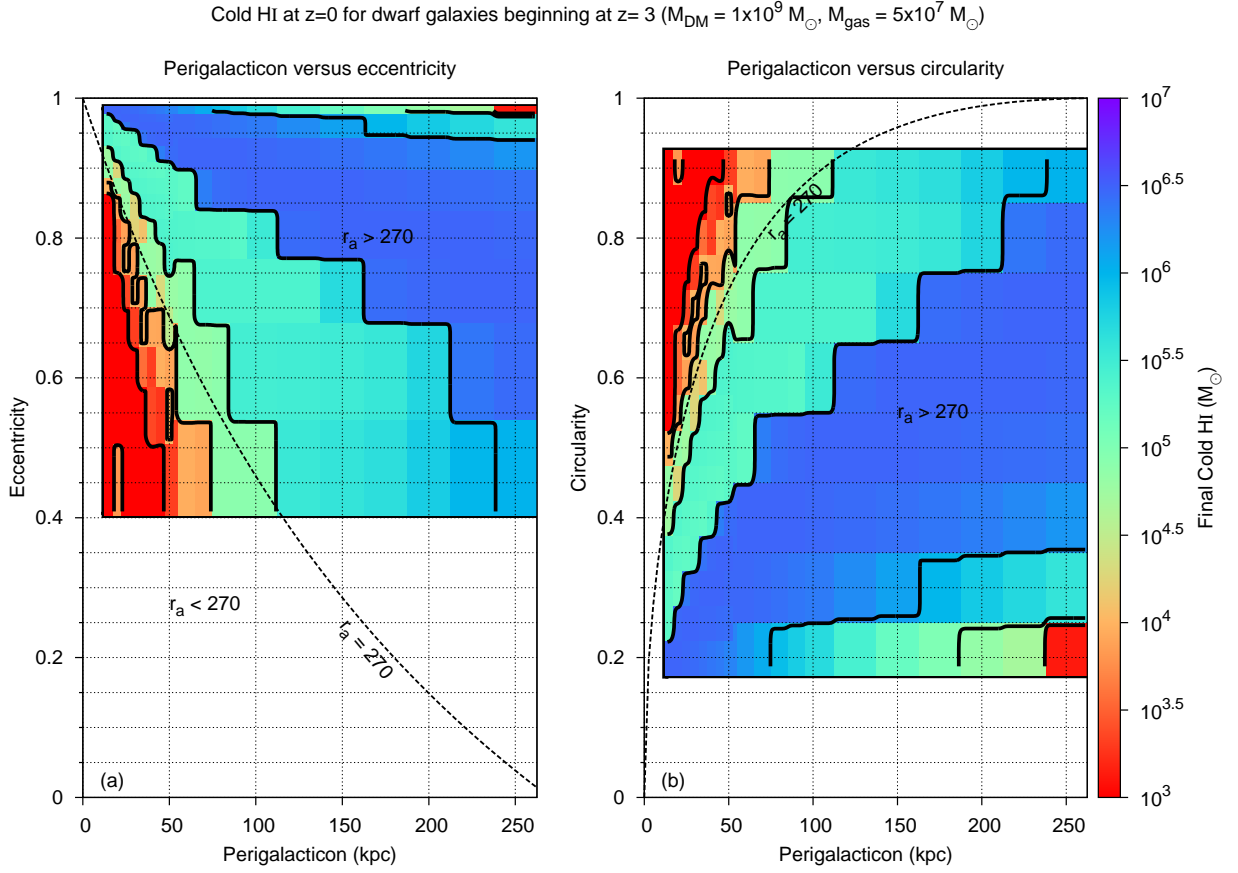 Cold HI at z=0 for dwarf galaxies beginning at z= 3 (M_DM = 1x10^9 M_⊙, M_gas = 5x10^7 M_⊙)
Perigalacticon versus eccentricity
Eccentricity
1
0.8
0.6
0.4
0.2
0
r_a > 270
r_a < 270
r_a = 270
(a)
0 50 100 150 200 250
Perigalacticon (kpc)
Perigalacticon versus circularity
Circularity
1
0.8
0.6
0.4
0.2
0
r_a = 270
r_a > 270
(b)
0 50 100 150 200 250
Perigalacticon (kpc)
10^7
10^6.5
10^6
10^5.5
10^5
10^4.5
10^4
10^3.5
10^3
Final Cold HI (M_⊙)